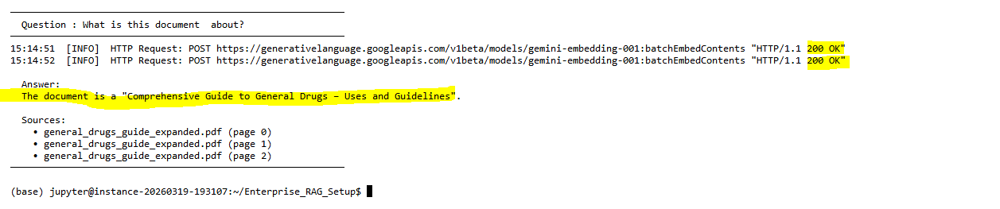 Question : What is this document  about?
15:14:51  [INFO]  HTTP Request: POST https://generativelanguage.googleapis.com/v1beta/models/gemini-embedding-001:batchEmbedContents "HTTP/1.1 200 OK"
15:14:52  [INFO]  HTTP Request: POST https://generativelanguage.googleapis.com/v1beta/models/gemini-embedding-001:batchEmbedContents "HTTP/1.1 200 OK"
Answer:
The document is a "Comprehensive Guide to General Drugs – Uses and Guidelines".
Sources:
• general_drugs_guide_expanded.pdf (page 0)
• general_drugs_guide_expanded.pdf (page 1)
• general_drugs_guide_expanded.pdf (page 2)
(base) jupyter@instance-20260319-193107:~/Enterprise_RAG_Setup$